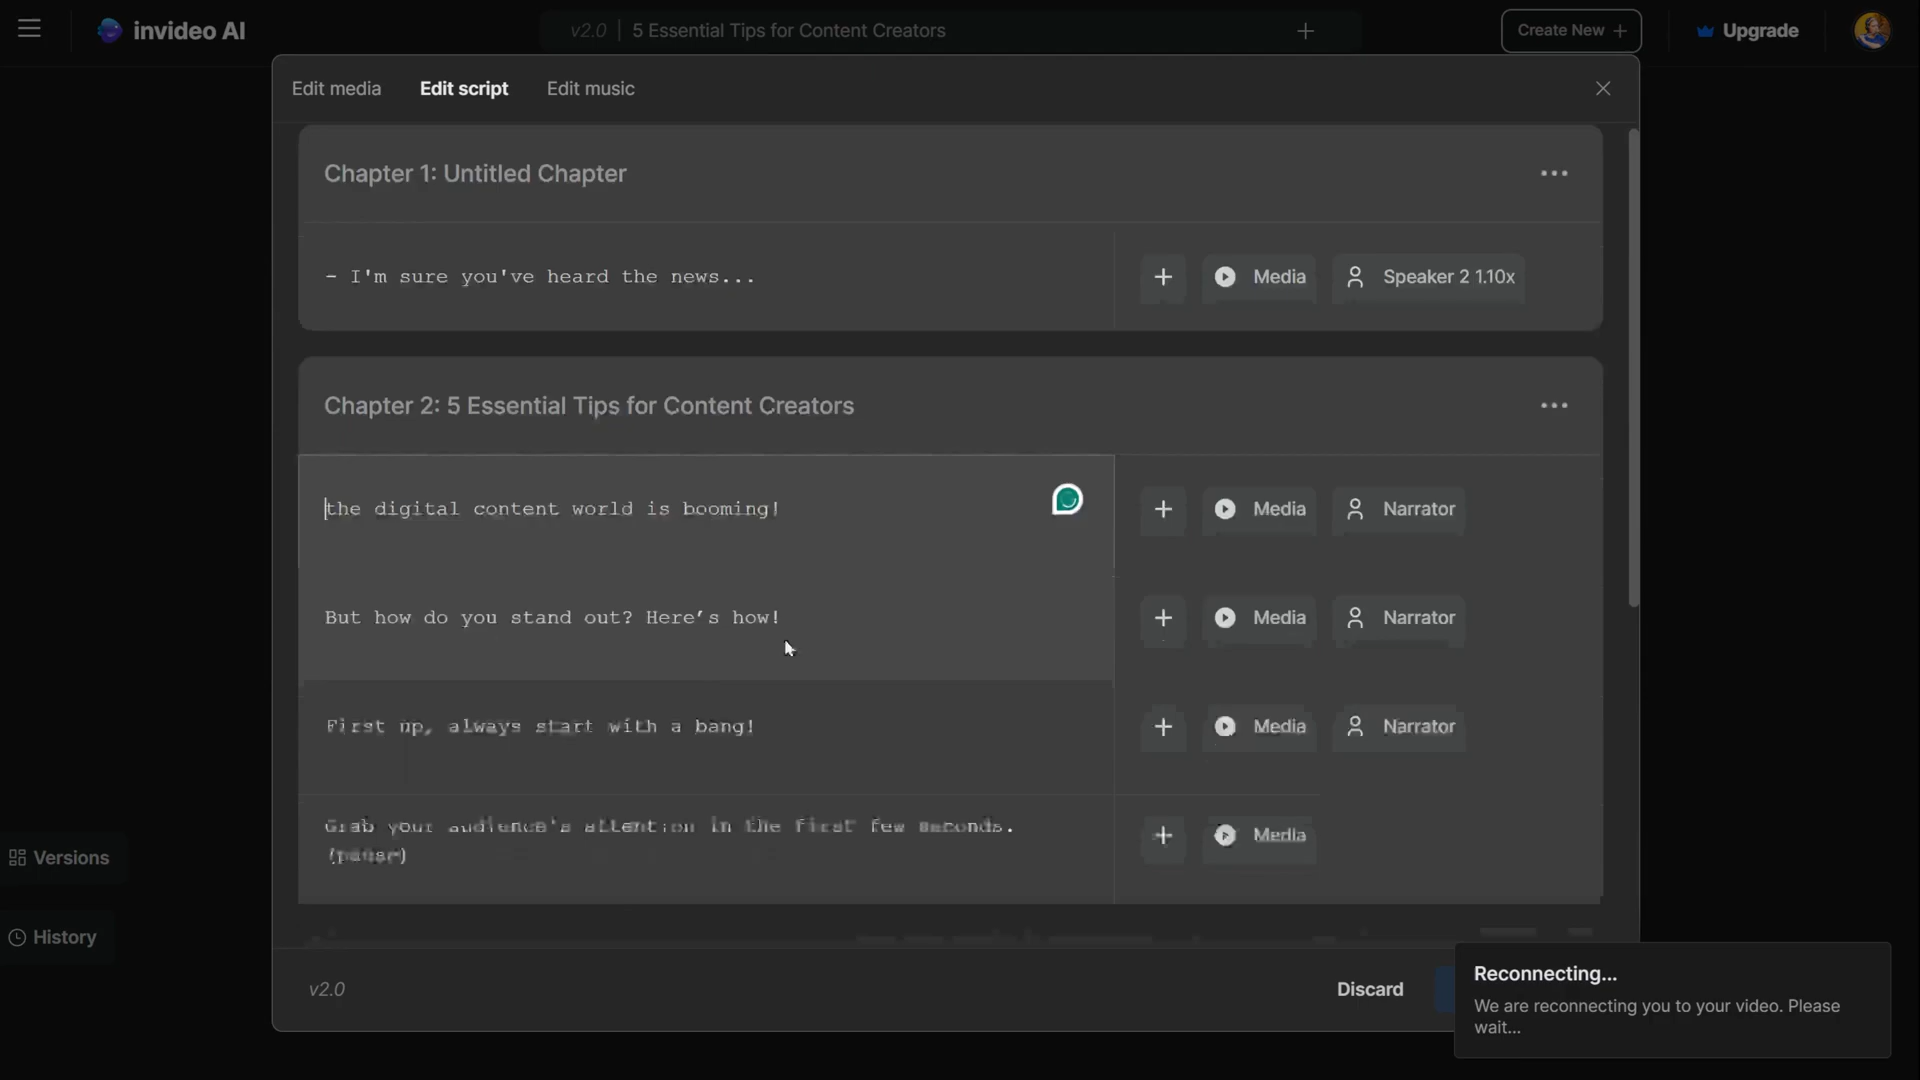 invideo AI
v2.0 | 5 Essential Tips for Content Creators
Create New
Upgrade
Edit media
Edit script
Edit music
Chapter 1: Untitled Chapter
- I'm sure you've heard the news...
Media
Speaker 2 1.10x
Chapter 2: 5 Essential Tips for Content Creators
the digital content world is booming!
Media
Narrator
But how do you stand out? Here’s how!
Media
Narrator
First up, always start with a bang!
Media
Narrator
Grab your audience's attention in the first few seconds.
(pause)
Media
Versions
History
v2.0
Discard
Reconnecting...
We are reconnecting you to your video. Please
wait...